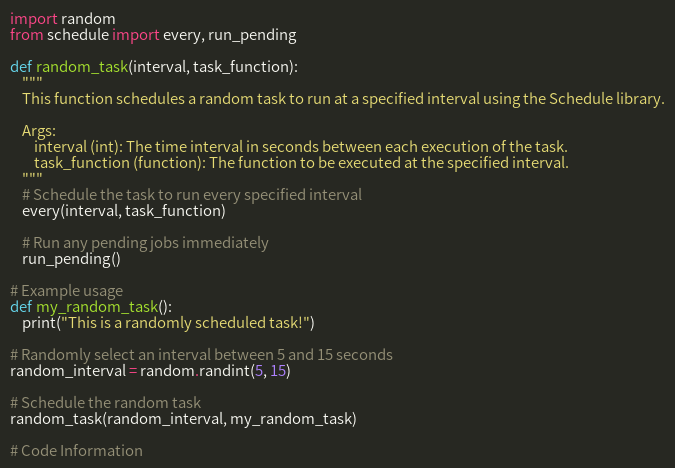 import random
from schedule import every, run_pending

def random_task(interval, task_function):
    """
    This function schedules a random task to run at a specified interval using the Schedule library.

    Args:
        interval (int): The time interval in seconds between each execution of the task.
        task_function (function): The function to be executed at the specified interval.
    """
    # Schedule the task to run every specified interval
    every(interval, task_function)

    # Run any pending jobs immediately
    run_pending()

# Example usage
def my_random_task():
    print("This is a randomly scheduled task!")

# Randomly select an interval between 5 and 15 seconds
random_interval = random.randint(5, 15)

# Schedule the random task
random_task(random_interval, my_random_task)

# Code Information